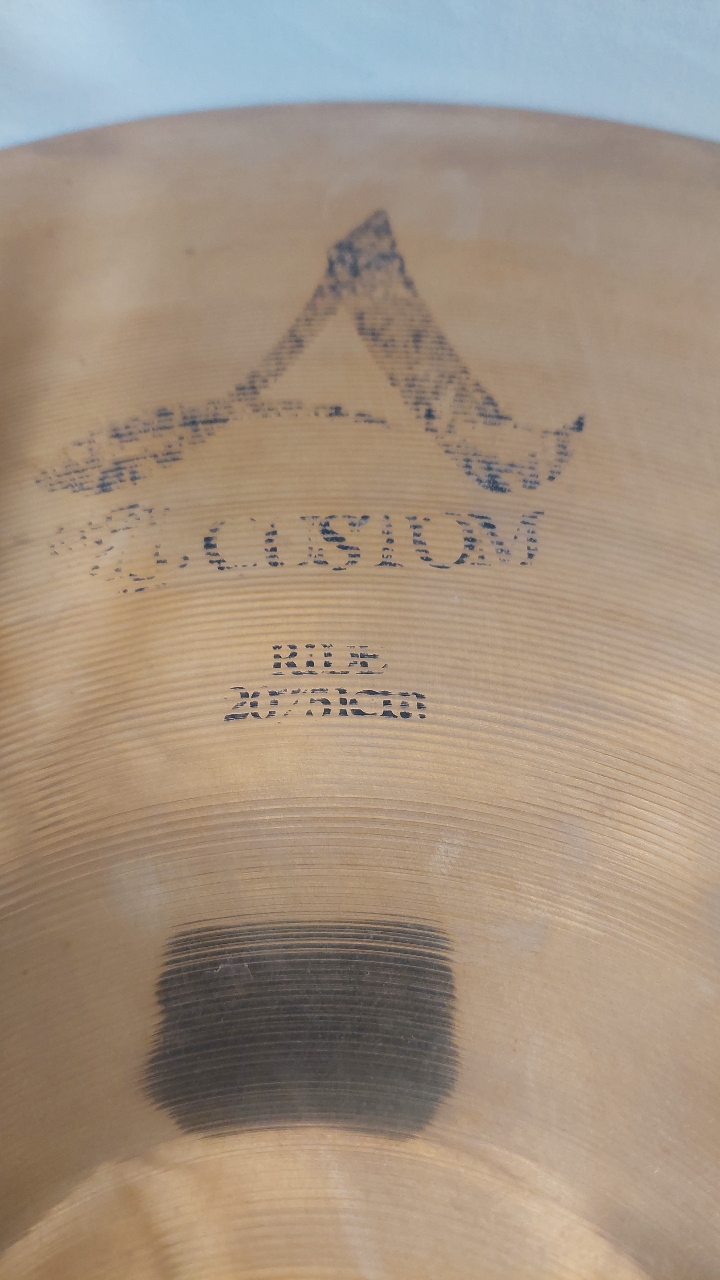 A
CUSTOM
RIDE
20"/51cm